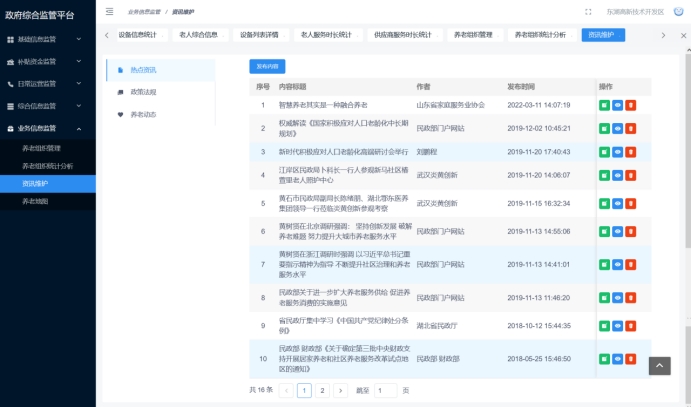 政府综合监管平台
业务信息监管 / 资讯维护
东湖高新技术开发区
设备信息统计
老人综合信息
设备列表详情
老人服务时长统计
供应商服务时长统计
养老组织管理
养老组织统计分析
资讯维护
基础信息监管
补贴资金监管
日常运营监管
综合信息监管
业务信息监管
养老组织管理
养老组织统计分析
资讯维护
养老地图
热点资讯
政策法规
养老动态
发布内容
序号 内容标题 作者 发布时间 操作
1 智慧养老其实是一种融合养老 山东省家庭服务业协会 2022-03-11 14:07:19
2 权威解读《国家积极应对人口老龄化中长期
规划》 民政部门户网站 2019-12-02 10:45:21
3 新时代积极应对人口老龄化高端研讨会举行 刘鹏程 2019-11-20 17:40:43
4 江岸区民政局卜科长一行人参观新马社区植
置里老人照护中心 武汉炎黄创新 2019-11-20 14:06:07
5 黄石市民政局副局长陈绪朋、湖北鄂东医养
集团领导一行莅临炎黄创新参观考察 武汉炎黄创新 2019-11-15 16:32:34
6 黄树贤在北京调研强调： 坚持创新发展 破解
养老难题 努力提升大城市养老服务水平 民政部门户网站 2019-11-13 14:55:06
7 黄树贤在浙江调研时强调 以习近平总书记重
要指示精神为指导 不断提升社区治理和养老
服务水平 民政部门户网站 2019-11-13 14:41:01
8 民政部关于进一步扩大养老服务供给 促进养
老服务消费的实施意见 民政部门户网站 2019-11-13 11:46:20
9 省民政厅集中学习《中国共产党纪律处分条
例》 湖北省民政厅 2018-10-12 15:44:35
10 民政部 财政部《关于确定第三批中央财政支
持开展居家养老和社区养老服务改革试点地
区的通知》 民政部 财政部 2018-05-25 15:46:50
共 16 条 1 2 跳至 1 页